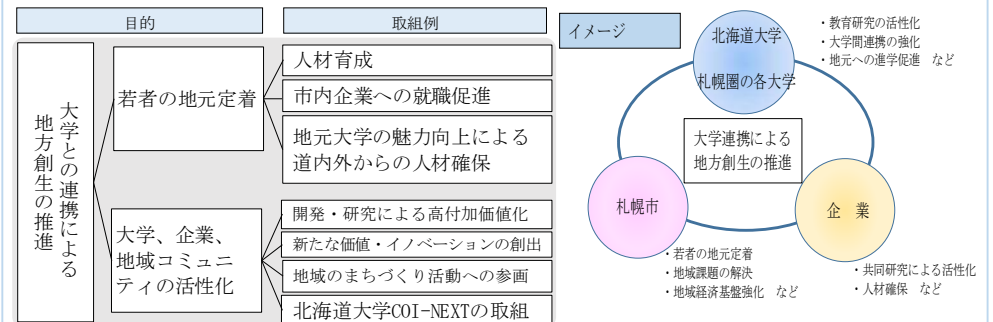 目的
取組例
大学との連携による
地方創生の推進
若者の地元定着
人材育成
市内企業への就職促進
地元大学の魅力向上による
道内外からの人材確保
大学、企業、
地域コミュニ
ティの活性化
開発・研究による高付加価値化
新たな価値・イノベーションの創出
地域のまちづくり活動への参画
北海道大学COI-NEXTの取組
イメージ
北海道大学
札幌圏の各大学
・教育研究の活性化
・大学間連携の強化
・地元への進学促進 など
大学連携による
地方創生の推進
札幌市
企 業
・若者の地元定着
・地域課題の解決
・地域経済基盤強化 など
・共同研究による活性化
・人材確保 など